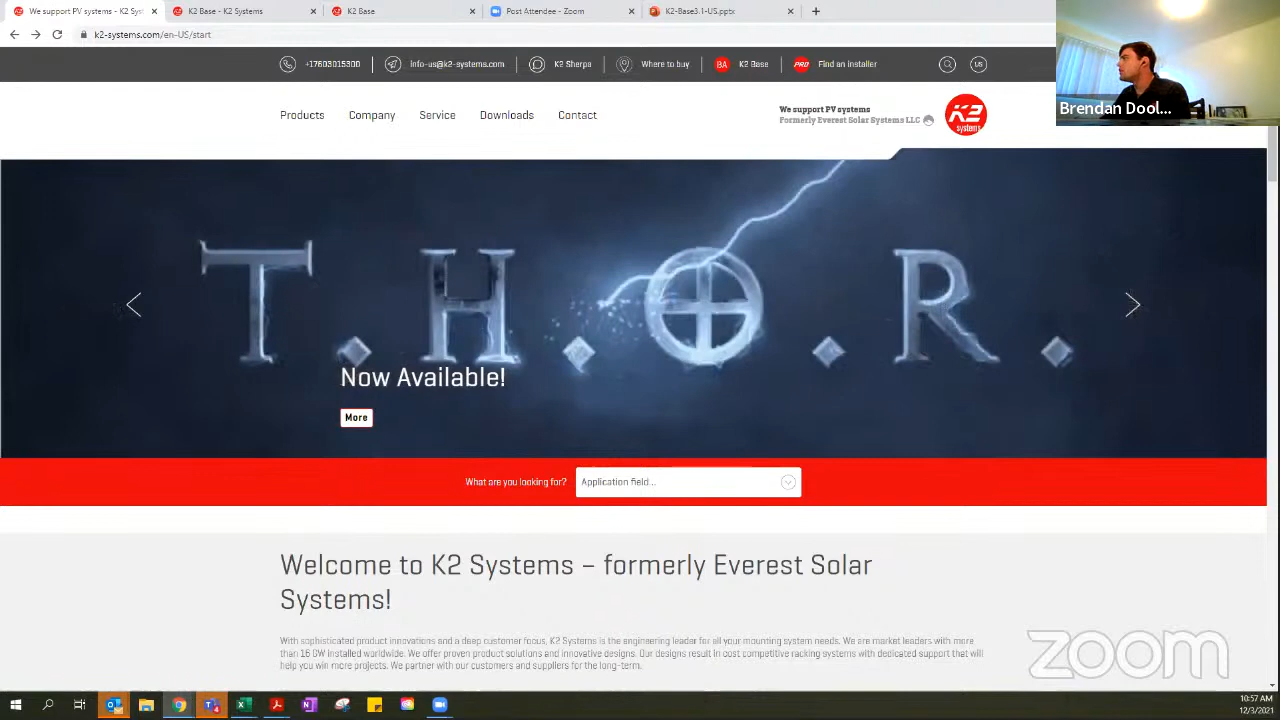 We support PV systems - K2 Sys
K2 Base - K2 Systems
K2 Base
Post Attendee - Zoom
K2-Base3.1-US.pptx
k2-systems.com/en-US/start
+17603015300
info-us@k2-systems.com
K2 Sherpa
Where to buy
BA
K2 Base
PRO
Find an installer
US
Brendan Dool...
Products
Company
Service
Downloads
Contact
We support PV systems
Formerly Everest Solar Systems LLC
K2
systems
T.H.O.R.
Now Available!
More
What are you looking for?
Application field...
Welcome to K2 Systems – formerly Everest Solar
Systems!
With sophisticated product innovations and a deep customer focus, K2 Systems is the engineering leader for all your mounting system needs. We are market leaders with more
than 16 GW installed worldwide. We offer proven product solutions and innovative designs. Our designs result in cost competitive racking systems with dedicated support that will
help you win more projects. We partner with our customers and suppliers for the long-term.
zoom
10:57 AM
12/3/2021